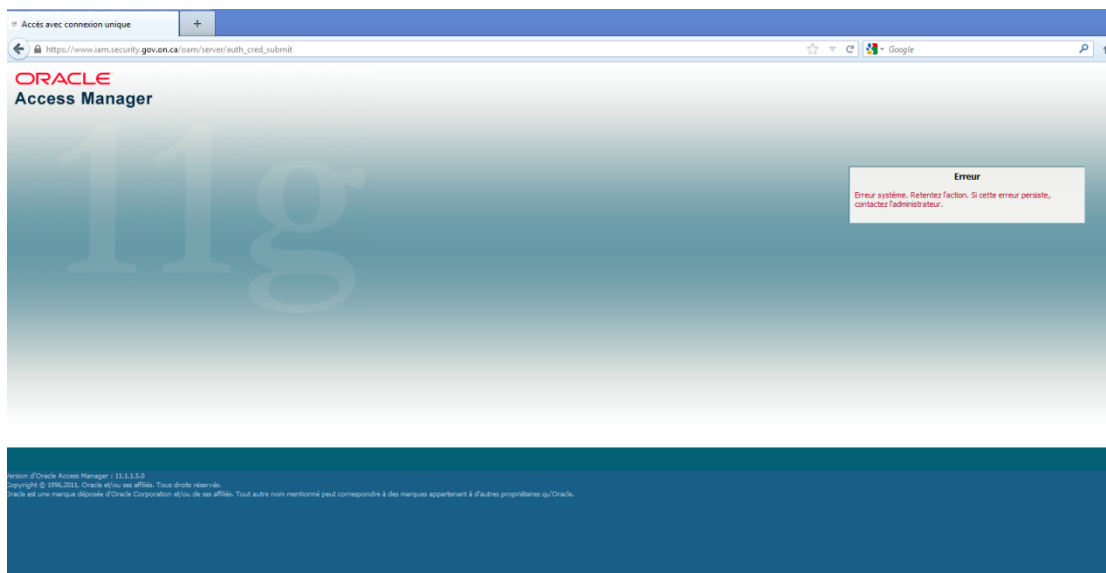 Accès avec connexion unique
+
https://www.iam.security.gov.on.ca/oam/server/auth_cred_submit
Google
ORACLE
Access Manager
11g
Erreur
Erreur système. Retentez l'action. Si cette erreur persiste,
contactez l'administrateur.
Version d'Oracle Access Manager : 11.1.1.5.0
Copyright © 1996,2011, Oracle et/ou ses affiliés. Tous droits réservés.
Oracle est une marque déposée d'Oracle Corporation et/ou de ses affiliés. Tout autre nom mentionné peut correspondre à des marques appartenant à d'autres propriétaires qu'Oracle.